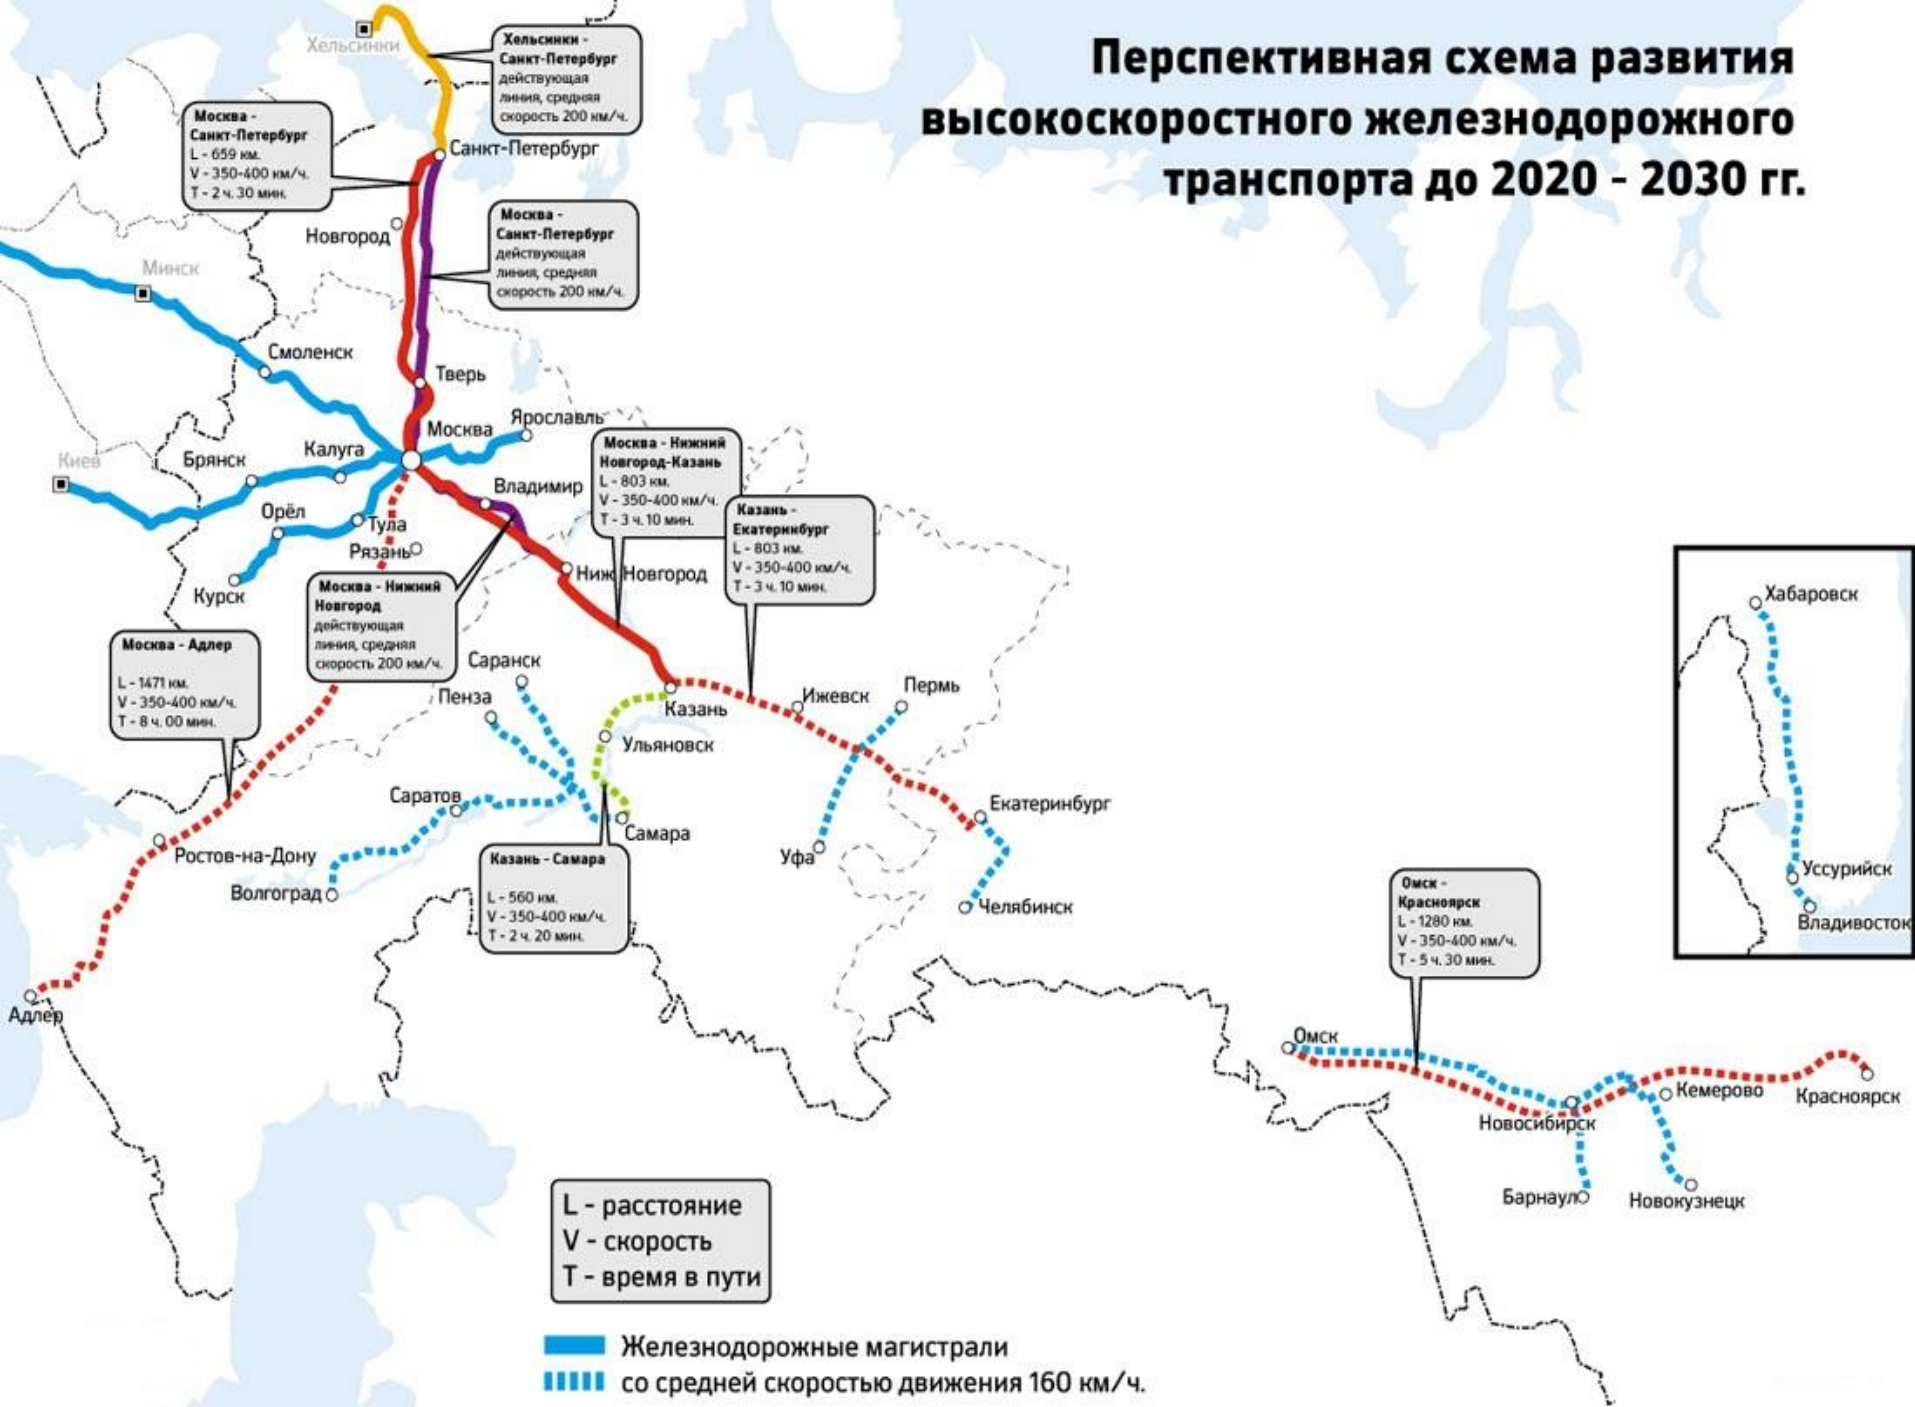 Перспективная схема развития
высокоскоростного железнодорожного
транспорта до 2020 - 2030 гг.
Хельсинки
Хельсинки -
Санкт-Петербург
действующая
линия, средняя
скорость 200 км/ч.
Москва -
Санкт-Петербург
L - 659 км.
V - 350-400 км/ч.
T - 2 ч. 30 мин.
Санкт-Петербург
Москва -
Санкт-Петербург
действующая
линия, средняя
скорость 200 км/ч.
Новгород
Минск
Смоленск
Тверь
Москва
Ярославль
Калуга
Брянск
Киев
Владимир
Москва - Нижний
Новгород-Казань
L - 803 км.
V - 350-400 км/ч.
T - 3 ч. 10 мин.
Казань -
Екатеринбург
L - 803 км.
V - 350-400 км/ч.
T - 3 ч. 10 мин.
Орёл
Тула
Рязань
Курск
Ниж Новгород
Москва - Нижний
Новгород
действующая
линия, средняя
скорость 200 км/ч.
Москва - Адлер
L - 1471 км.
V - 350-400 км/ч.
T - 8 ч. 00 мин.
Саранск
Пенза
Казань
Ижевск
Пермь
Ульяновск
Саратов
Самара
Екатеринбург
Уфа
Ростов-на-Дону
Волгоград
Челябинск
Казань - Самара
L - 560 км.
V - 350-400 км/ч.
T - 2 ч. 20 мин.
Адлер
Хабаровск
Уссурийск
Владивосток
Омск -
Красноярск
L - 1280 км.
V - 350-400 км/ч.
T - 5 ч. 30 мин.
Омск
Новосибирск
Кемерово
Красноярск
Барнаул
Новокузнецк
L - расстояние
V - скорость
T - время в пути
Железнодорожные магистрали
со средней скоростью движения 160 км/ч.